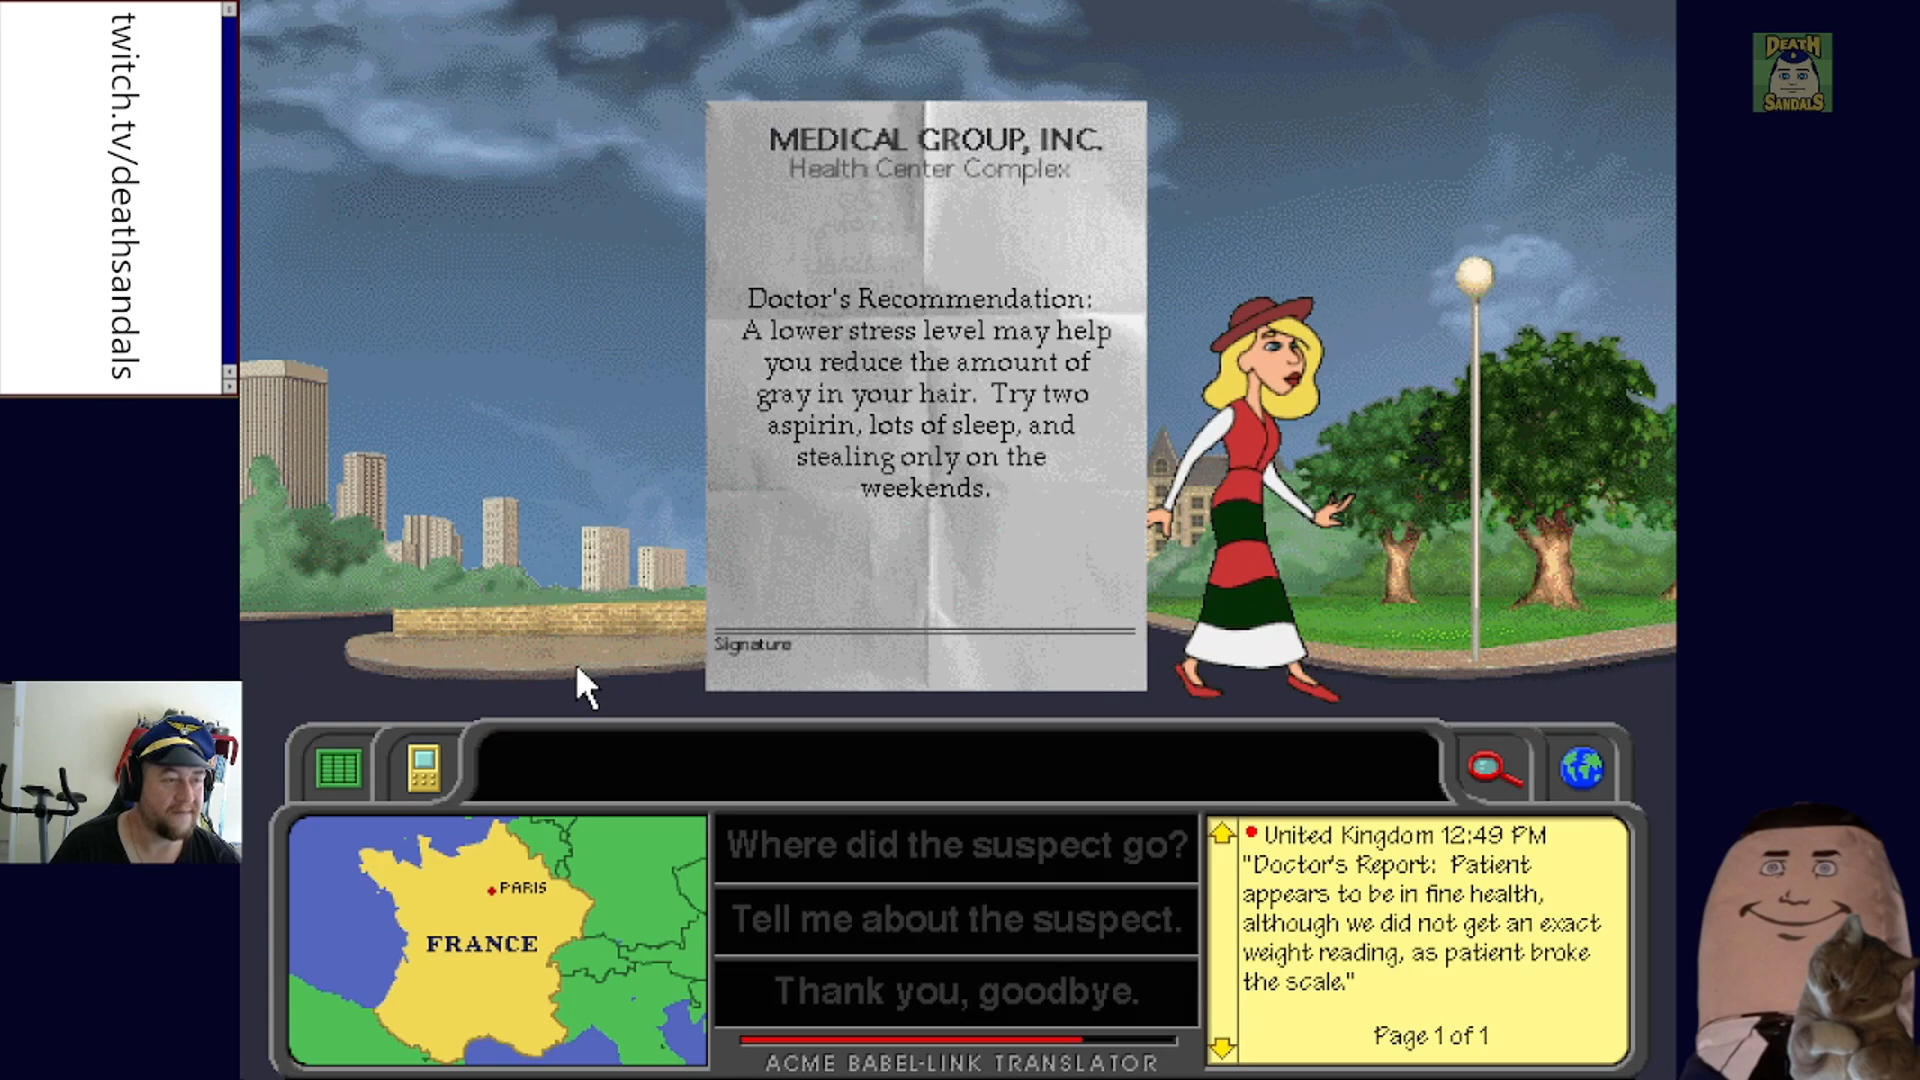 twitch.tv/deathsandals
DEATH
SANDALS
MEDICAL GROUP, INC.
Health Center Complex
Doctor's Recommendation:
A lower stress level may help
you reduce the amount of
gray in your hair. Try two
aspirin, lots of sleep, and
stealing only on the
weekends.
Signature
PARIS
FRANCE
Where did the suspect go?
Tell me about the suspect.
Thank you, goodbye.
ACME BABEL-LINK TRANSLATOR
United Kingdom 12:49 PM
"Doctor's Report: Patient
appears to be in fine health,
although we did not get an exact
weight reading, as patient broke
the scale."
Page 1 of 1